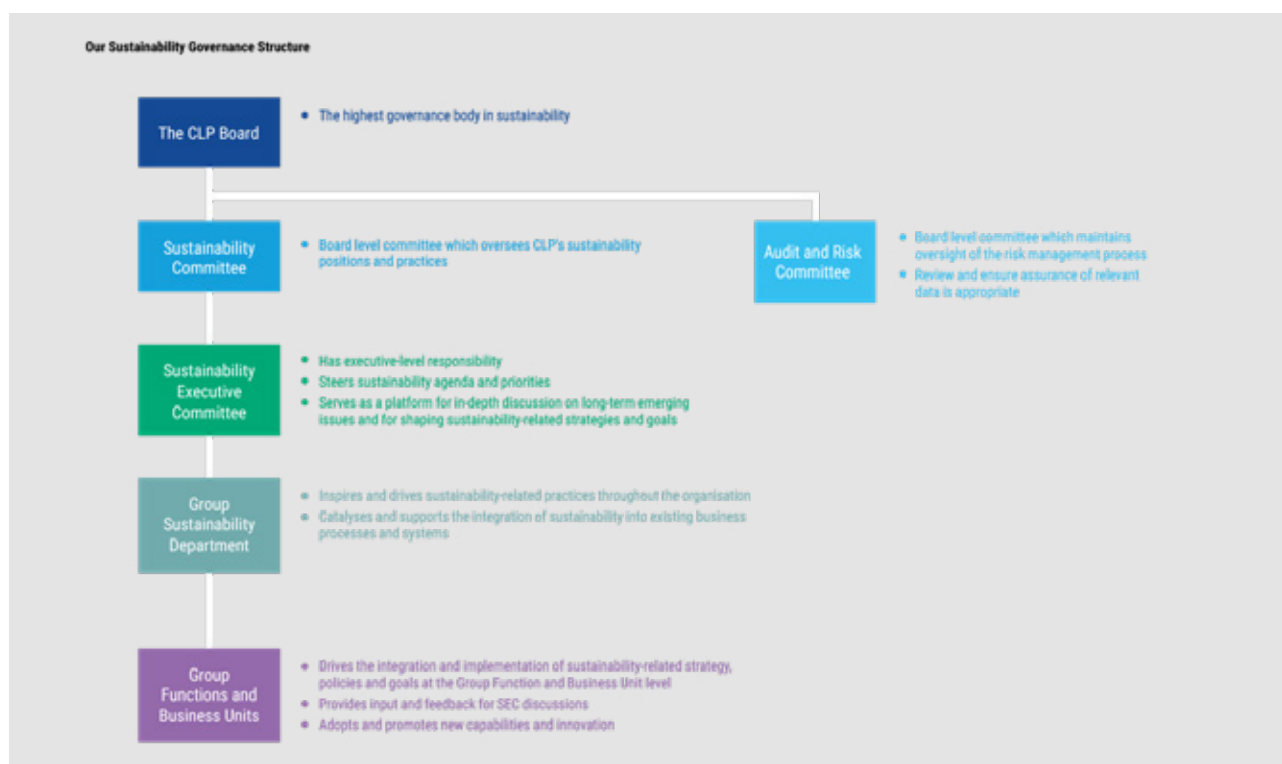 Our Sustainability Governance Structure
The CLP Board
• The highest governance body in sustainability
Sustainability
Committee
• Board level committee which oversees CLP's sustainability
positions and practices
Audit and Risk
Committee
• Board level committee which maintains
oversight of the risk management process
• Review and ensure assurance of relevant
data is appropriate
Sustainability
Executive
Committee
• Has executive-level responsibility
• Steers sustainability agenda and priorities
• Serves as a platform for in-depth discussion on long-term emerging
issues and for shaping sustainability-related strategies and goals
Group
Sustainability
Department
• Inspires and drives sustainability-related practices throughout the organisation
• Catalyses and supports the integration of sustainability into existing business
processes and systems
Group
Functions and
Business Units
• Drives the integration and implementation of sustainability-related strategy,
policies and goals at the Group Function and Business Unit level
• Provides input and feedback for SEC discussions
• Adopts and promotes new capabilities and innovation